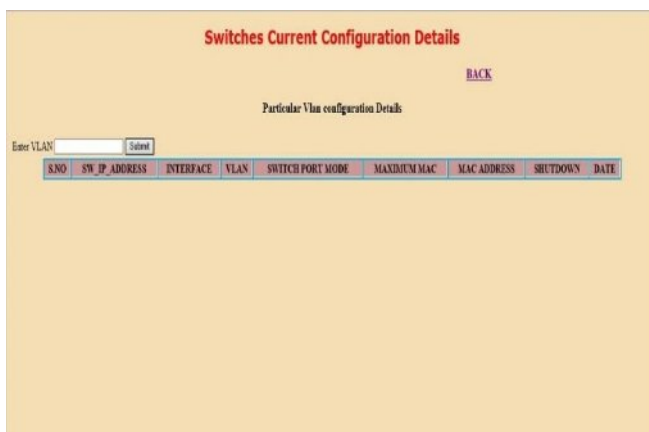 Switches Current Configuration Details
BACK
Particular Vlan configuration Details
Enter VLAN Submit
S.NO SW_IP_ADDRESS INTERFACE VLAN SWITCH PORT MODE MAXIMUM MAC MAC ADDRESS SHUTDOWN DATE